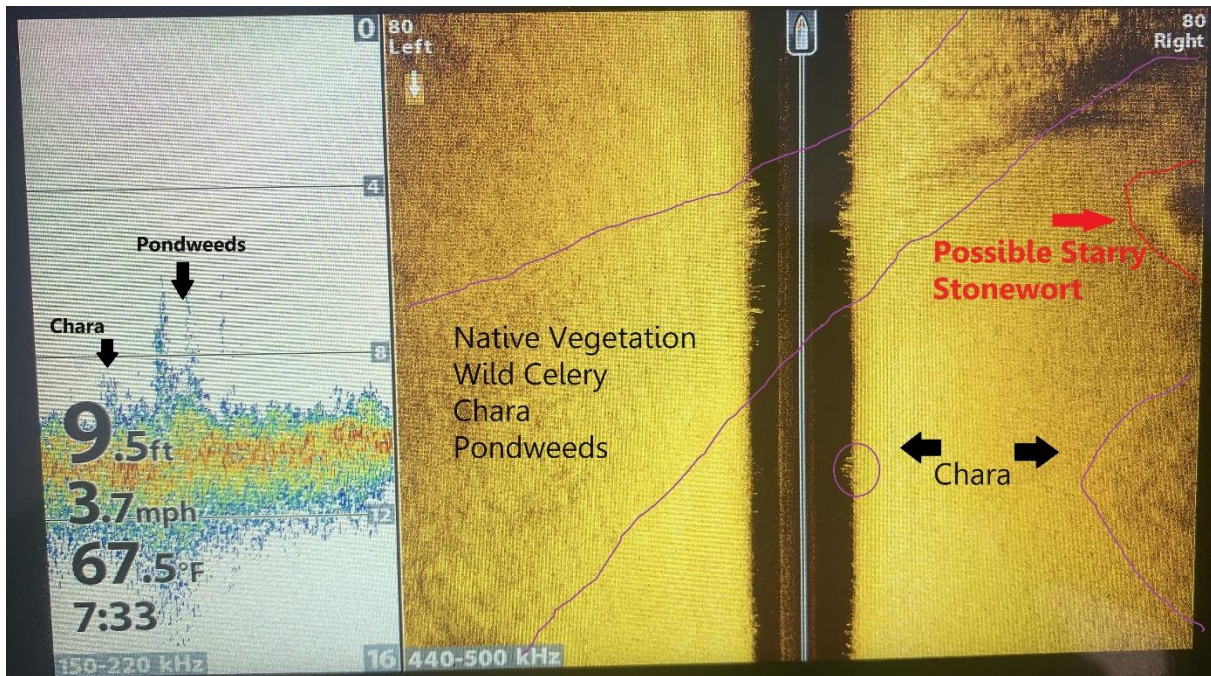 0
4
Pondweeds
Chara
8
9.5ft
3.7mph
12
67.5°F
7:33
150-220 kHz
16
80
Left
80
Right
Possible Starry
Stonewort
Native Vegetation
Wild Celery
Chara
Pondweeds
Chara
440-500 kHz